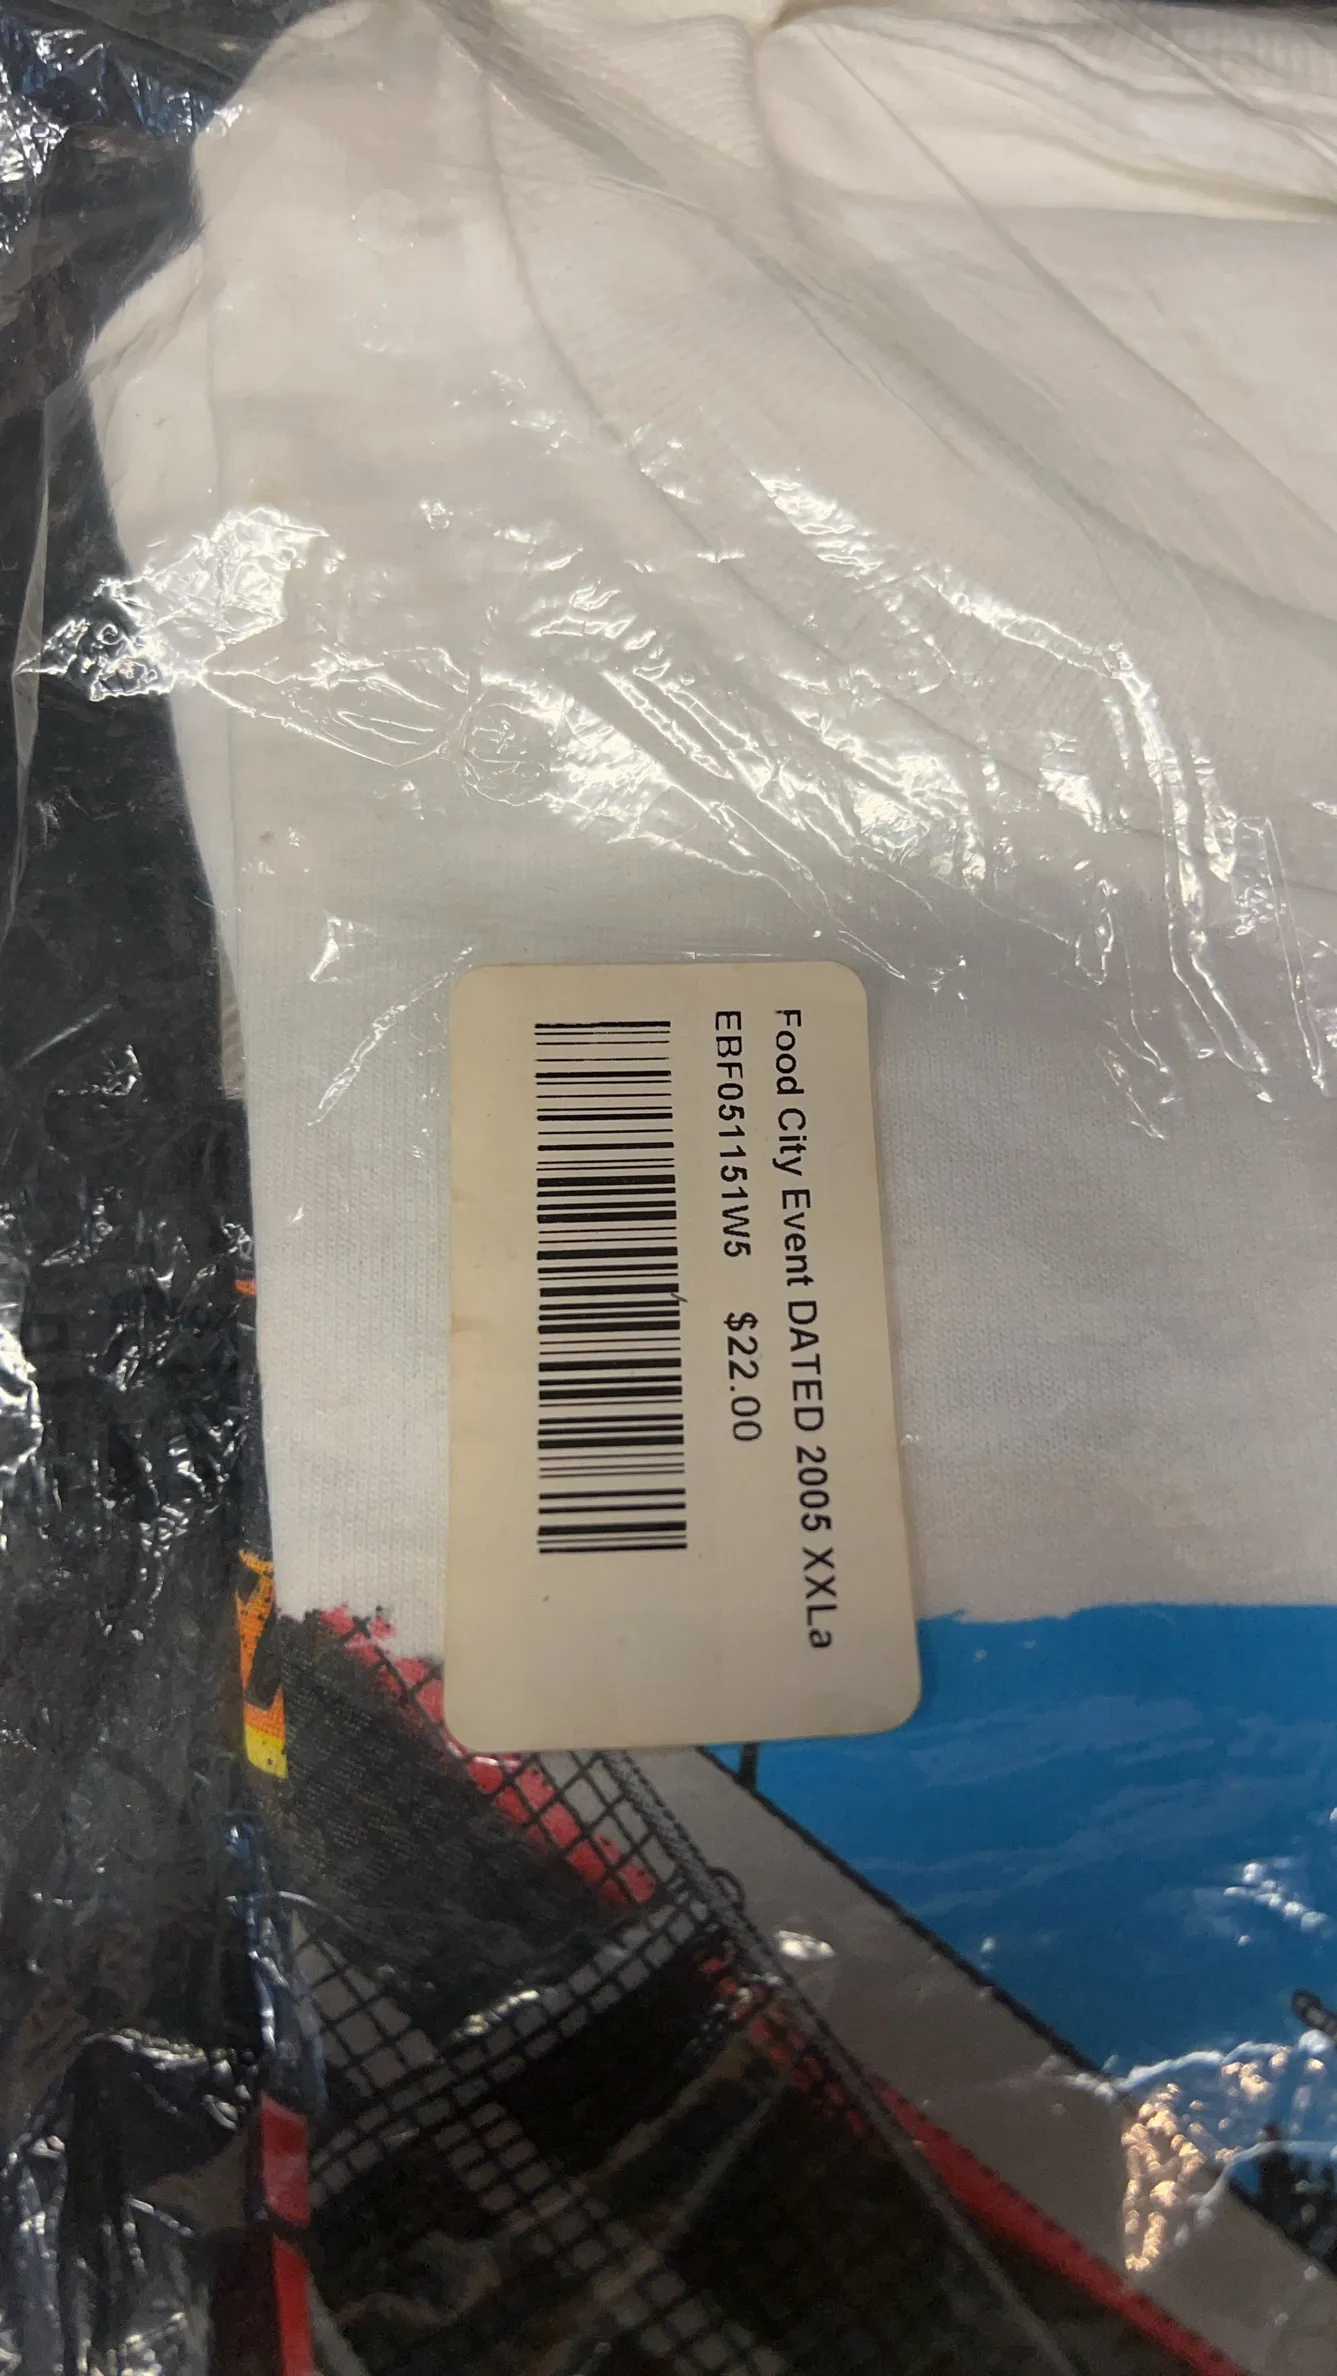 Food City Event DATED 2005 XXLa
EBF051151W5 $22.00